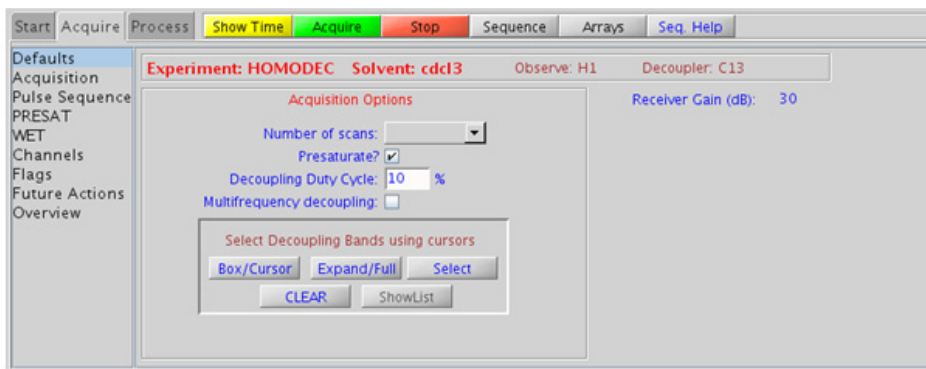 Start Acquire Process Show Time Acquire Stop Sequence Arrays Seq. Help
Defaults
Acquisition
Pulse Sequence
PRESAT
WET
Channels
Flags
Future Actions
Overview
Experiment: HOMODEC Solvent: cdcl3 Observe: H1 Decoupler: C13
Acquisition Options
Receiver Gain (dB): 30
Number of scans:
Presaturate?
Decoupling Duty Cycle: 10 %
Multifrequency decoupling:
Select Decoupling Bands using cursors
Box/Cursor Expand/Full Select
CLEAR ShowList